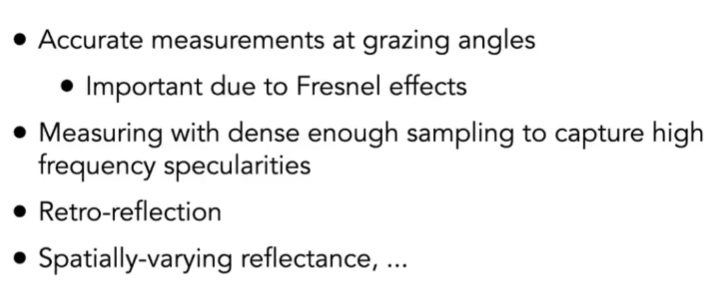 • Accurate measurements at grazing angles
• Important due to Fresnel effects
• Measuring with dense enough sampling to capture high
frequency specularities
• Retro-reflection
• Spatially-varying reflectance, ...